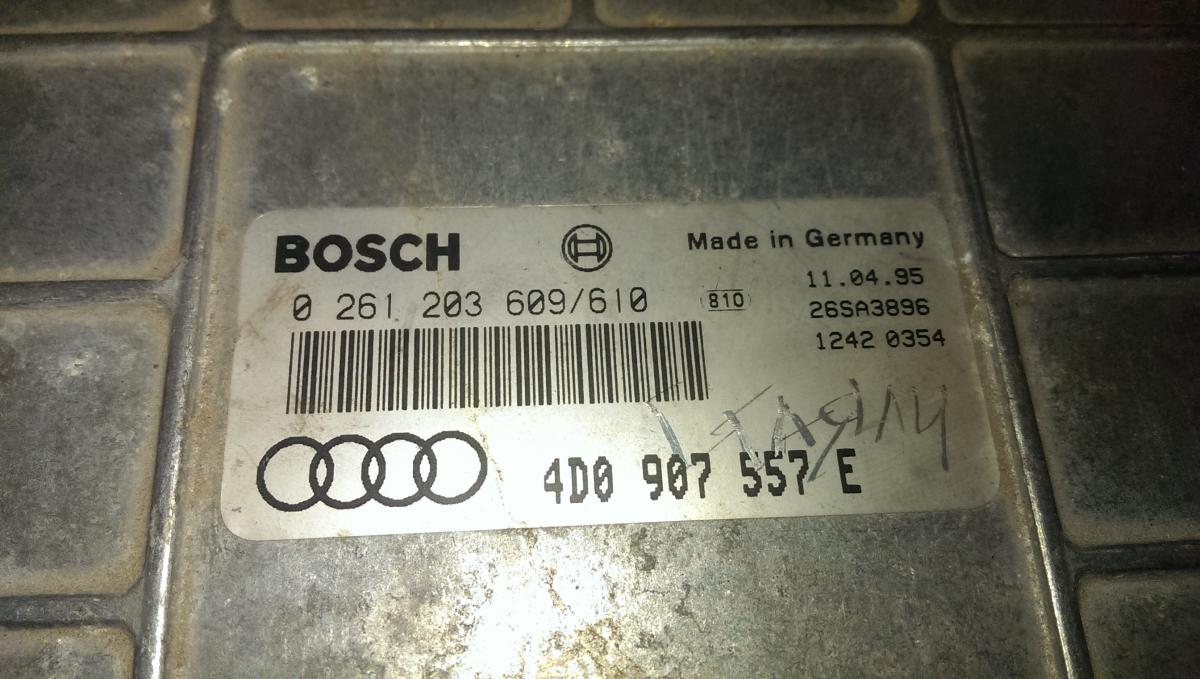 BOSCH
Made in Germany
0 261 203 609/610
810
11.04.95
26SA3896
1242 0354
4D0 907 557 E